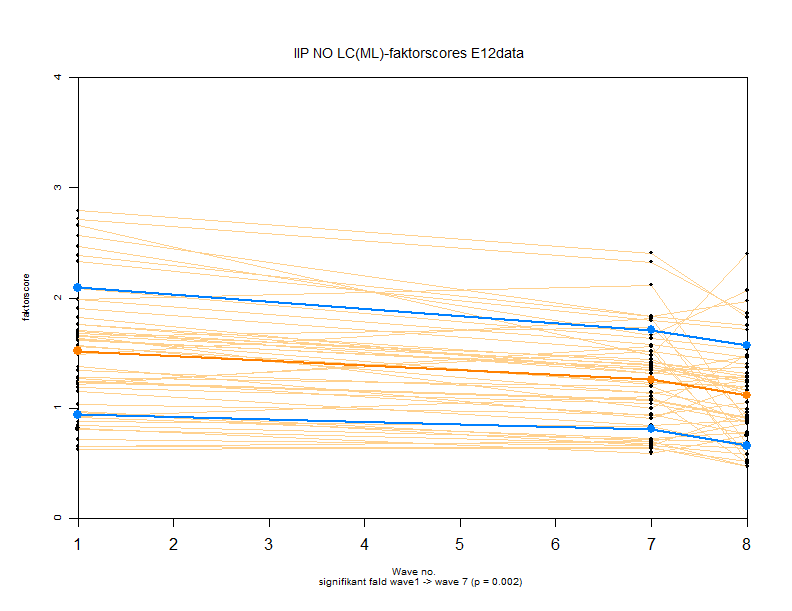 IIP NO LC(ML)-faktorscores E12data
4
3
2
1
0
faktorscore
1 2 3 4 5 6 7 8
Wave no.
signifikant fald wave1 -> wave 7 (p = 0.002)